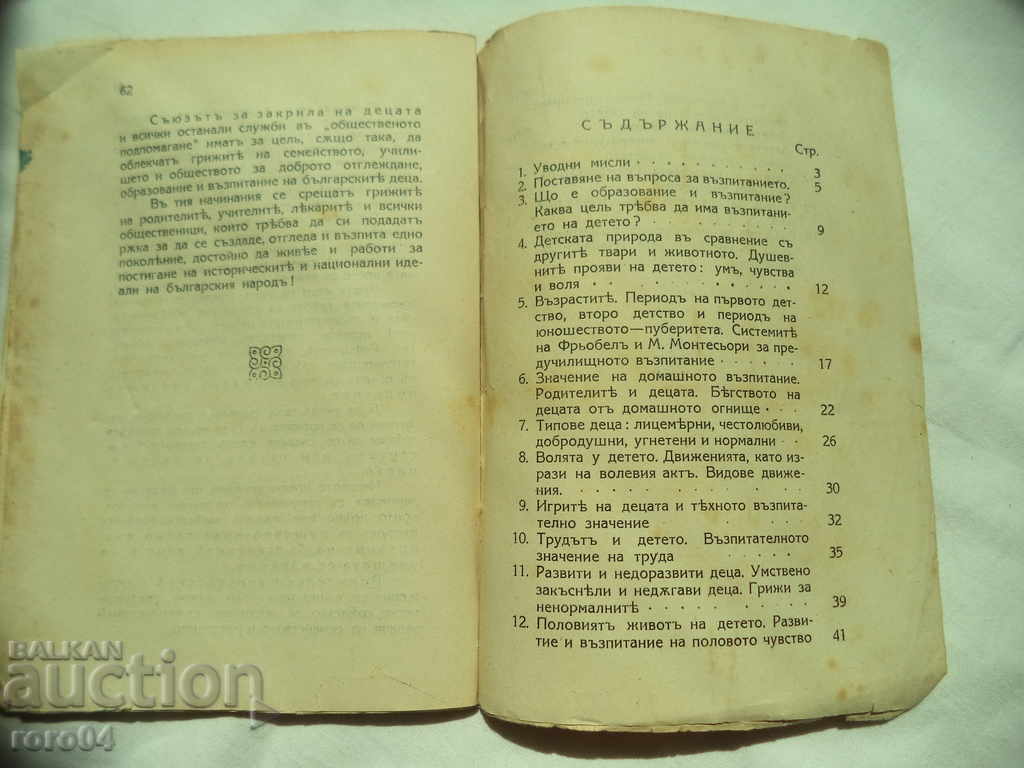 62
Съюзътъ за закрила на децата
и всички останали служби въ „общественото
подпомагане" иматъ за цель, сѫщо така, да
облекчатъ грижитѣ на семейството, учили-
щето и обществото за доброто отглеждане,
образование и възпитание на българскитѣ деца.
Въ тия начинания се срещатъ грижитѣ
на родителитѣ, учителитѣ, лѣкаритѣ и всички
общественици, които трѣбва да си подадатъ
рѫка за да се създаде, отгледа и възпита едно
поколение, достойно да живѣе и работи за
постигане на историческитѣ и национални иде-
али на българския народъ!
СЪДЪРЖАНИЕ
Стр.
1. Уводни мисли 3
2. Поставяне на въпроса за възпитанието. 5
3. Що е образование и възпитание?
Каква цель трѣбва да има възпитани-
ето на детето? 9
4. Детската природа въ сравнение съ
другитѣ твари и животното. Душев-
нитѣ прояви на детето: умъ, чувства
и воля 12
5. Възраститѣ. Периодъ на първото дет-
ство, второ детство и периодъ на
юношеството—пуберитета. Системитѣ
на Фрьобелъ и М. Монтесьори за пре-
дучилищното възпитание 17
6. Значение на домашното възпитание.
Родителитѣ и децата. Бѣгството на
децата отъ домашното огнище 22
7. Типове деца: лицемѣрни, честолюбиви,
добродушни, угнетени и нормални 26
8. Волята у детето. Движенията, като из-
рази на волевия актъ. Видове движе-
ния. 30
9. Игритѣ на децата и тѣхното възпита-
телно значение 32
10. Трудътъ и детето. Възпитателното
значение на труда 35
11. Развити и недоразвити деца. Умствено
закъснѣли и недѫгави деца. Грижи за
ненормалнитѣ 39
12. Половиятъ животъ на детето. Разви-
тие и възпитание на половото чувство 41
BALKAN
auction
roro04